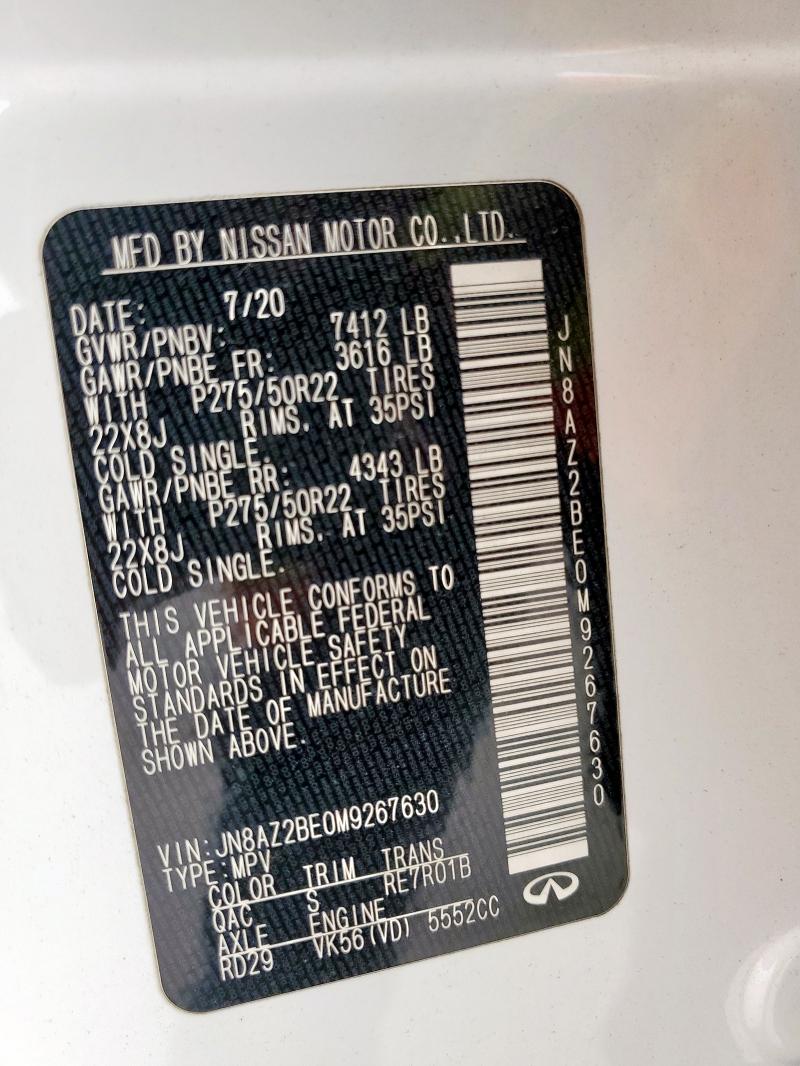 MFD BY NISSAN MOTOR CO.,LTD.
DATE: 7/20
GVWR/PNBV: 7412 LB
GAWR/PNBE FR: 3616 LB
WITH P275/50R22 TIRES
22X8J RIMS. AT 35PSI
COLD SINGLE.
GAWR/PNBE RR: 4343 LB
WITH P275/50R22 TIRES
22X8J RIMS. AT 35PSI
COLD SINGLE.
THIS VEHICLE CONFORMS TO
ALL APPLICABLE FEDERAL
MOTOR VEHICLE SAFETY
STANDARDS IN EFFECT ON
THE DATE OF MANUFACTURE
SHOWN ABOVE.
VIN:JN8AZ2BE0M9267630
TYPE:MPV
COLOR TRIM TRANS
QAC S RE7R01B
AXLE ENGINE
RD29 VK56(VD) 5552CC
JN8AZ2BE0M9267630